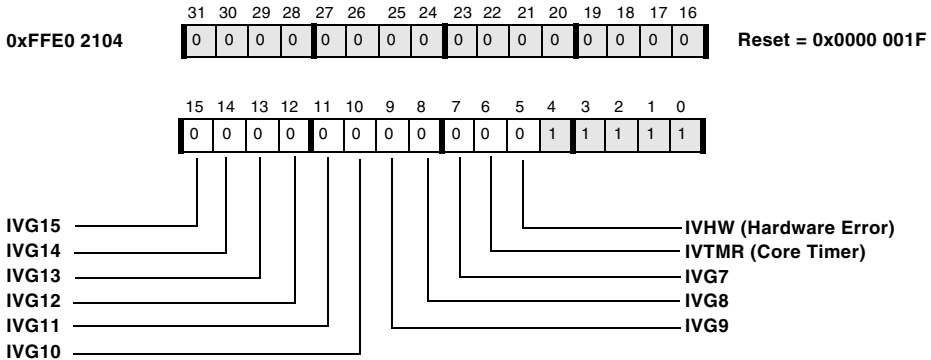 31 30 29 28 27 26 25 24 23 22 21 20 19 18 17 16
0xFFE0 2104 0 0 0 0 0 0 0 0 0 0 0 0 0 0 0 0 Reset = 0x0000 001F
15 14 13 12 11 10 9 8 7 6 5 4 3 2 1 0
0 0 0 0 0 0 0 0 0 0 0 1 1 1 1 1
IVG15 IVHW (Hardware Error)
IVG14 IVTMR (Core Timer)
IVG13 IVG7
IVG12 IVG8
IVG11 IVG9
IVG10